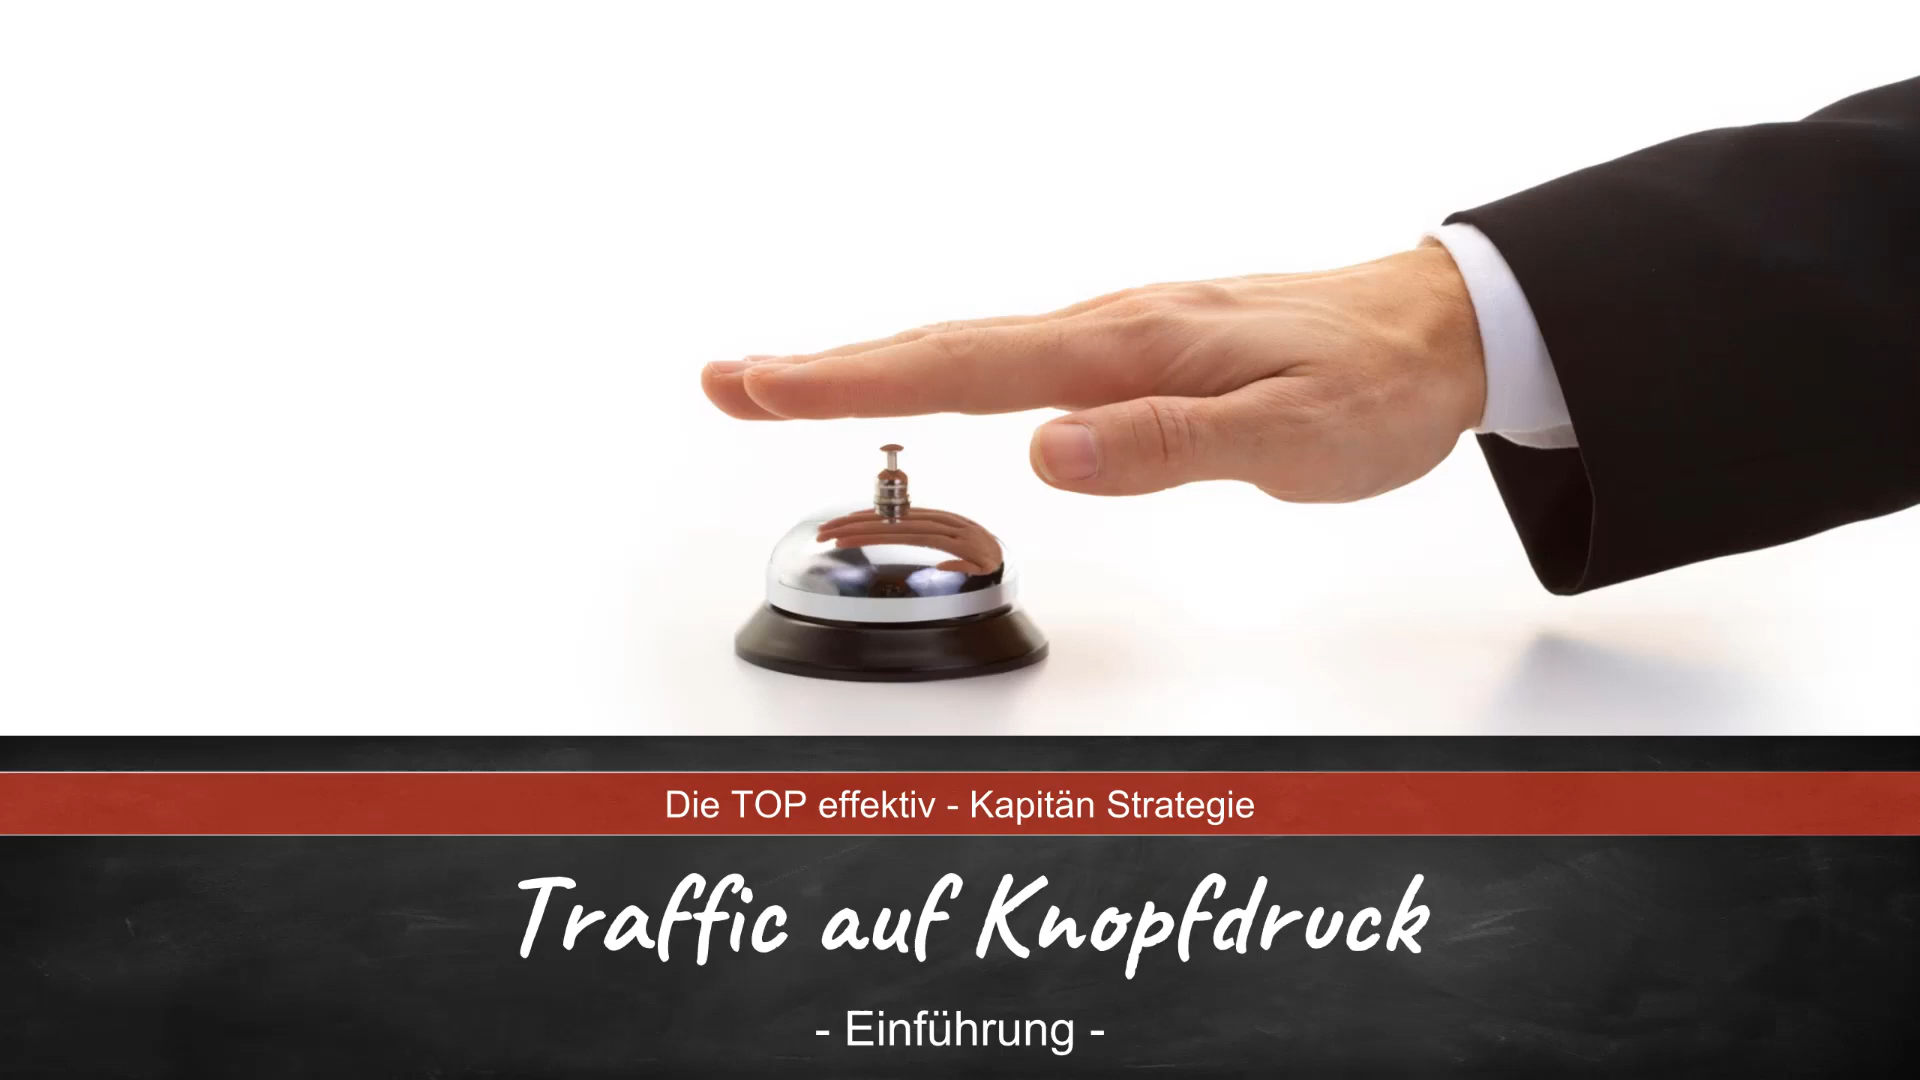 Die TOP effektiv - Kapitän Strategie
Traffic auf Knopfdruck
- Einführung -